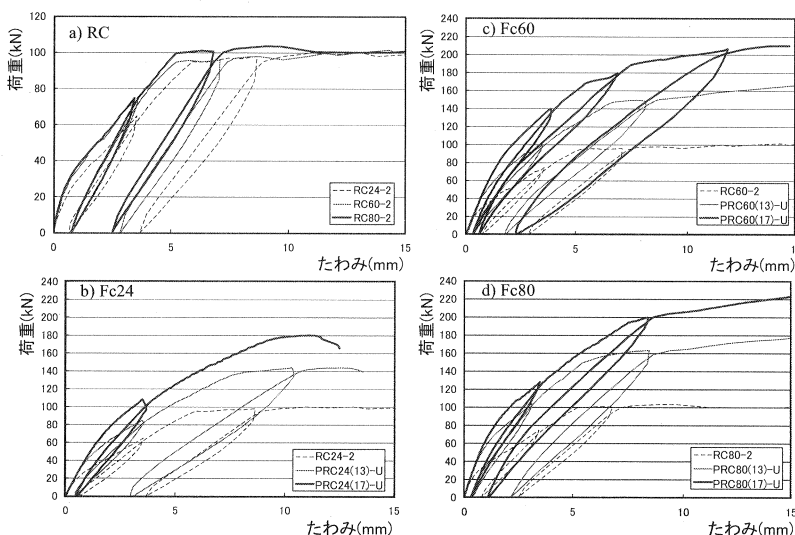 a) RC
荷重(kN)
120
100
80
60
40
20
0
0 5 10 15
たわみ(mm)
RC24-2
RC60-2
RC80-2
c) Fc60
荷重(kN)
240
220
200
180
160
140
120
100
80
60
40
20
0
0 5 10 15
たわみ(mm)
RC60-2
PRC60(13)-U
PRC60(17)-U
b) Fc24
荷重(kN)
240
220
200
180
160
140
120
100
80
60
40
20
0
0 5 10 15
たわみ(mm)
RC24-2
PRC24(13)-U
PRC24(17)-U
d) Fc80
荷重(kN)
240
220
200
180
160
140
120
100
80
60
40
20
0
0 5 10 15
たわみ(mm)
RC80-2
PRC80(13)-U
PRC80(17)-U